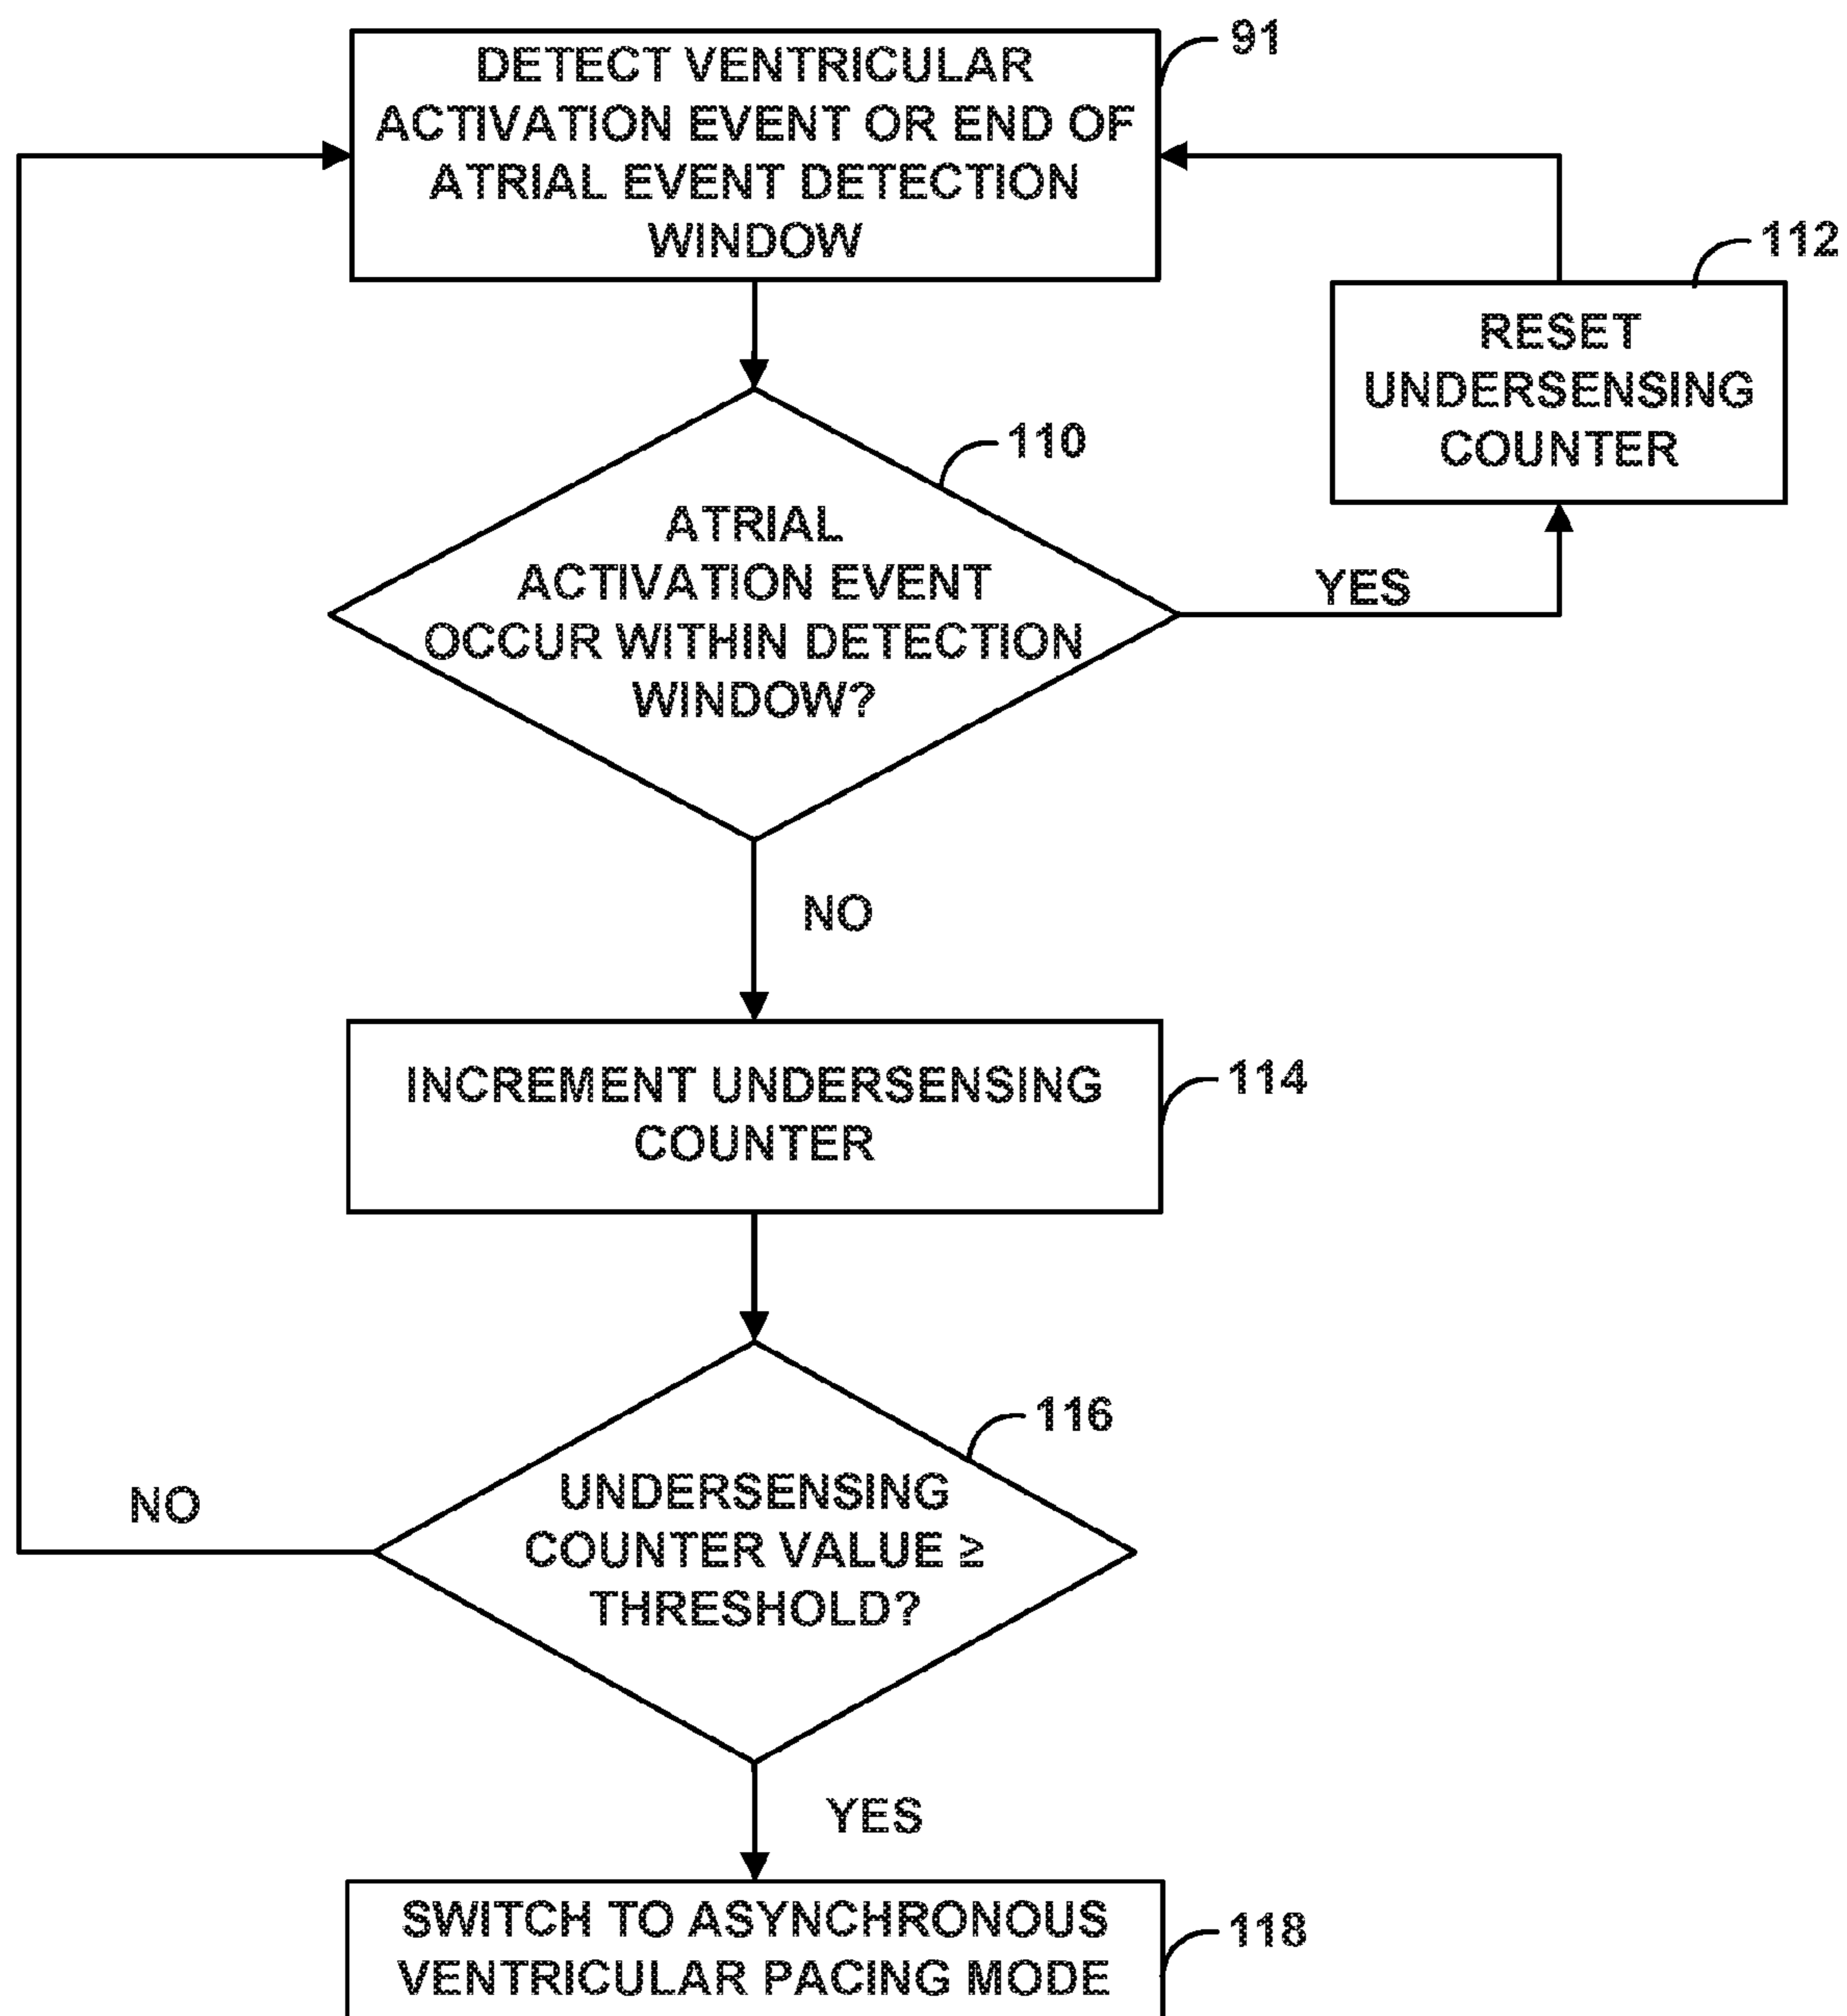 DETECT VENTRICULAR
ACTIVATION EVENT OR END OF
ATRIAL EVENT DETECTION
WINDOW
91
RESET
UNDERSENSING
COUNTER
112
ATRIAL
ACTIVATION EVENT
OCCUR WITHIN DETECTION
WINDOW?
110
YES
NO
INCREMENT UNDERSENSING
COUNTER
114
UNDERSENSING
COUNTER VALUE ≥
THRESHOLD?
116
NO
YES
SWITCH TO ASYNCHRONOUS
VENTRICULAR PACING MODE
118